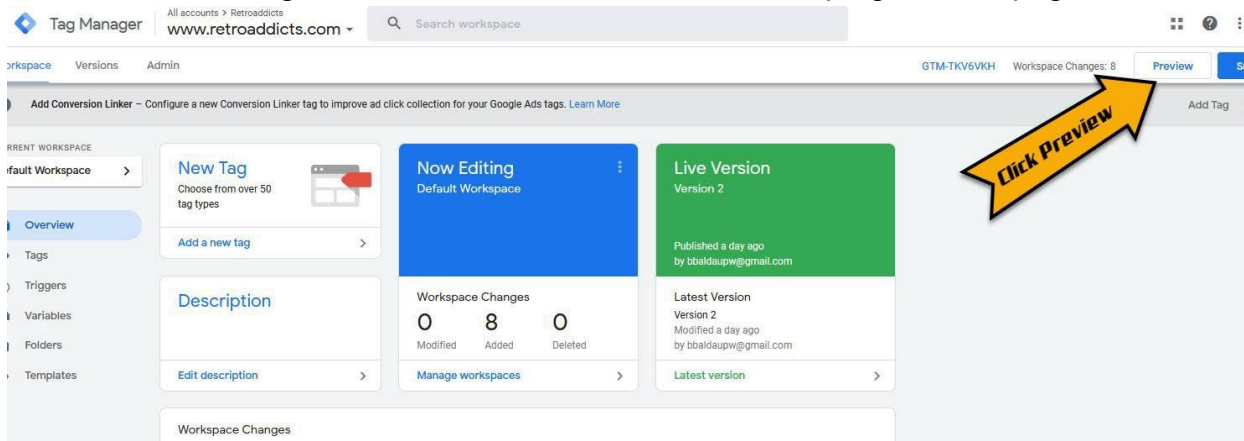 All accounts > Retroaddicts
Tag Manager
www.retroaddicts.com
Search workspace
Versions
Admin
GTM-TKV6VKH
Workspace Changes: 8
Preview
Add Conversion Linker – Configure a new Conversion Linker tag to improve ad click collection for your Google Ads tags. Learn More
Add Tag
Click Preview
Workspace >
New Tag
Choose from over 50
tag types
Add a new tag >
Now Editing
Default Workspace
Live Version
Version 2
Published a day ago
by bbaldaupw@gmail.com
Overview
Tags
Triggers
Variables
Folders
Templates
Description
Edit description >
Workspace Changes
0 8 0
Modified Added Deleted
Manage workspaces >
Latest Version
Version 2
Modified a day ago
by bbaldaupw@gmail.com
Latest version >
Workspace Changes